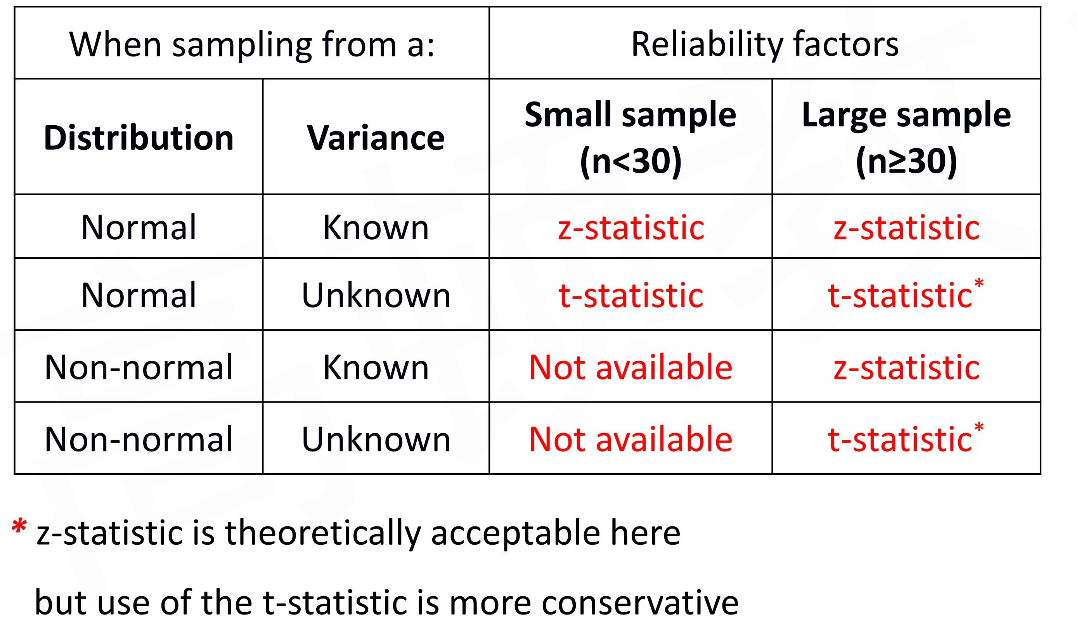 When sampling from a: Reliability factors
Distribution Variance Small sample (n<30) Large sample (n≥30)
Normal Known z-statistic z-statistic
Normal Unknown t-statistic t-statistic*
Non-normal Known Not available z-statistic
Non-normal Unknown Not available t-statistic*
* z-statistic is theoretically acceptable here
but use of the t-statistic is more conservative